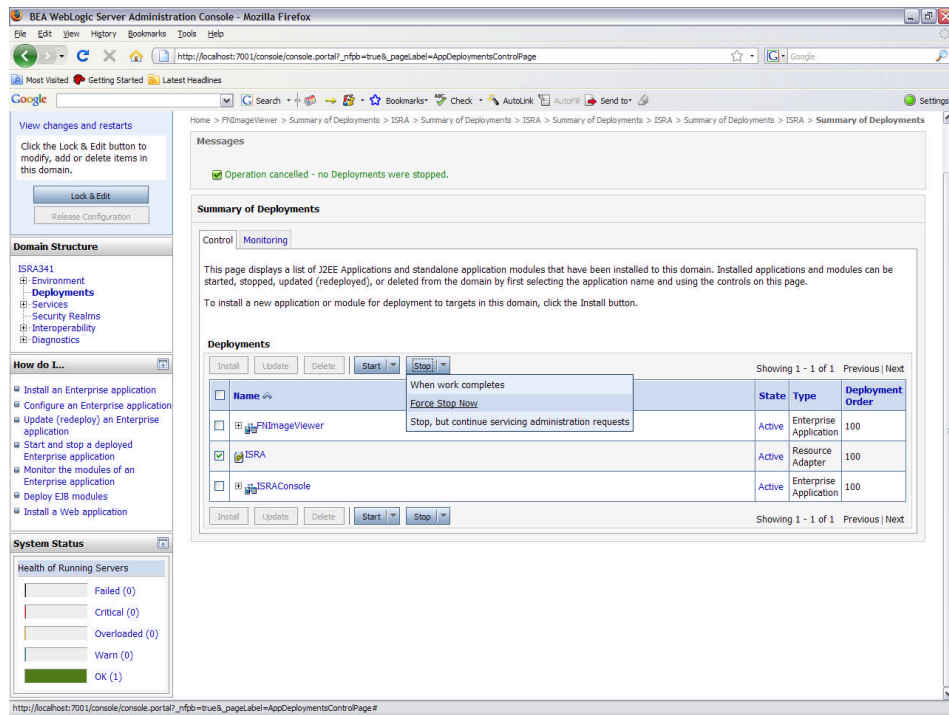 BEA WebLogic Server Administration Console - Mozilla Firefox
File Edit View History Bookmarks Tools Help
http://localhost:7001/console/console.portal?_nfpb=true&_pageLabel=AppDeploymentsControlPage
G Google
Most Visited Getting Started Latest Headlines
Google G Search Bookmarks Check AutoLink AutoFill Send to Settings
Home > FNImageViewer > Summary of Deployments > ISRA > Summary of Deployments > ISRA > Summary of Deployments > ISRA > Summary of Deployments > ISRA > Summary of Deployments
View changes and restarts
Click the Lock & Edit button to
modify, add or delete items in
this domain.
Lock & Edit
Release Configuration
Domain Structure
ISRA341
Environment
Deployments
Services
Security Realms
Interoperability
Diagnostics
How do I...
Install an Enterprise application
Configure an Enterprise application
Update (redeploy) an Enterprise
application
Start and stop a deployed
Enterprise application
Monitor the modules of an
Enterprise application
Deploy EJB modules
Install a Web application
System Status
Health of Running Servers
Failed (0)
Critical (0)
Overloaded (0)
Warn (0)
OK (1)
Messages
Operation cancelled - no Deployments were stopped.
Summary of Deployments
Control Monitoring
This page displays a list of J2EE Applications and standalone application modules that have been installed to this domain. Installed applications and modules can be
started, stopped, updated (redeployed), or deleted from the domain by first selecting the application name and using the controls on this page.
To install a new application or module for deployment to targets in this domain, click the Install button.
Deployments
Install Update Delete Start Stop Showing 1 - 1 of 1 Previous | Next
When work completes
Force Stop Now
Stop, but continue servicing administration requests
Name State Type Deployment
Order
FNImageViewer Active Enterprise
Application 100
ISRA Active Resource
Adapter 100
ISRAConsole Active Enterprise
Application 100
Install Update Delete Start Stop Showing 1 - 1 of 1 Previous | Next
http://localhost:7001/console/console.portal?_nfpb=true&_pageLabel=AppDeploymentsControlPage#